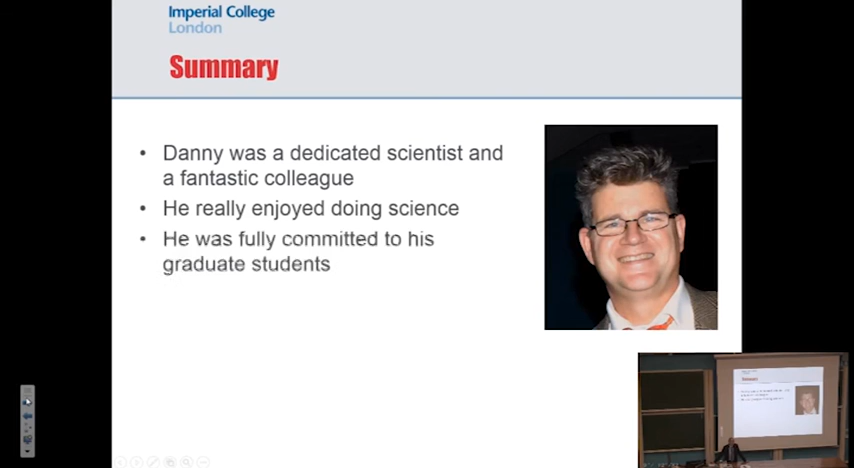 Imperial College
London
Summary
• Danny was a dedicated scientist and
a fantastic colleague
• He really enjoyed doing science
• He was fully committed to his
graduate students
Summary